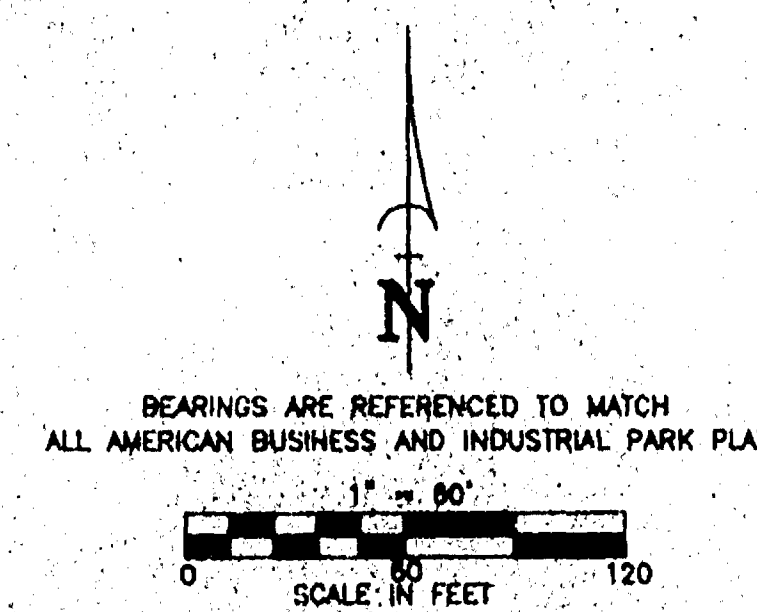 N
BEARINGS ARE REFERENCED TO MATCH
ALL AMERICAN BUSINESS AND INDUSTRIAL PARK PLA
1" = 60'
0 60 120
SCALE IN FEET